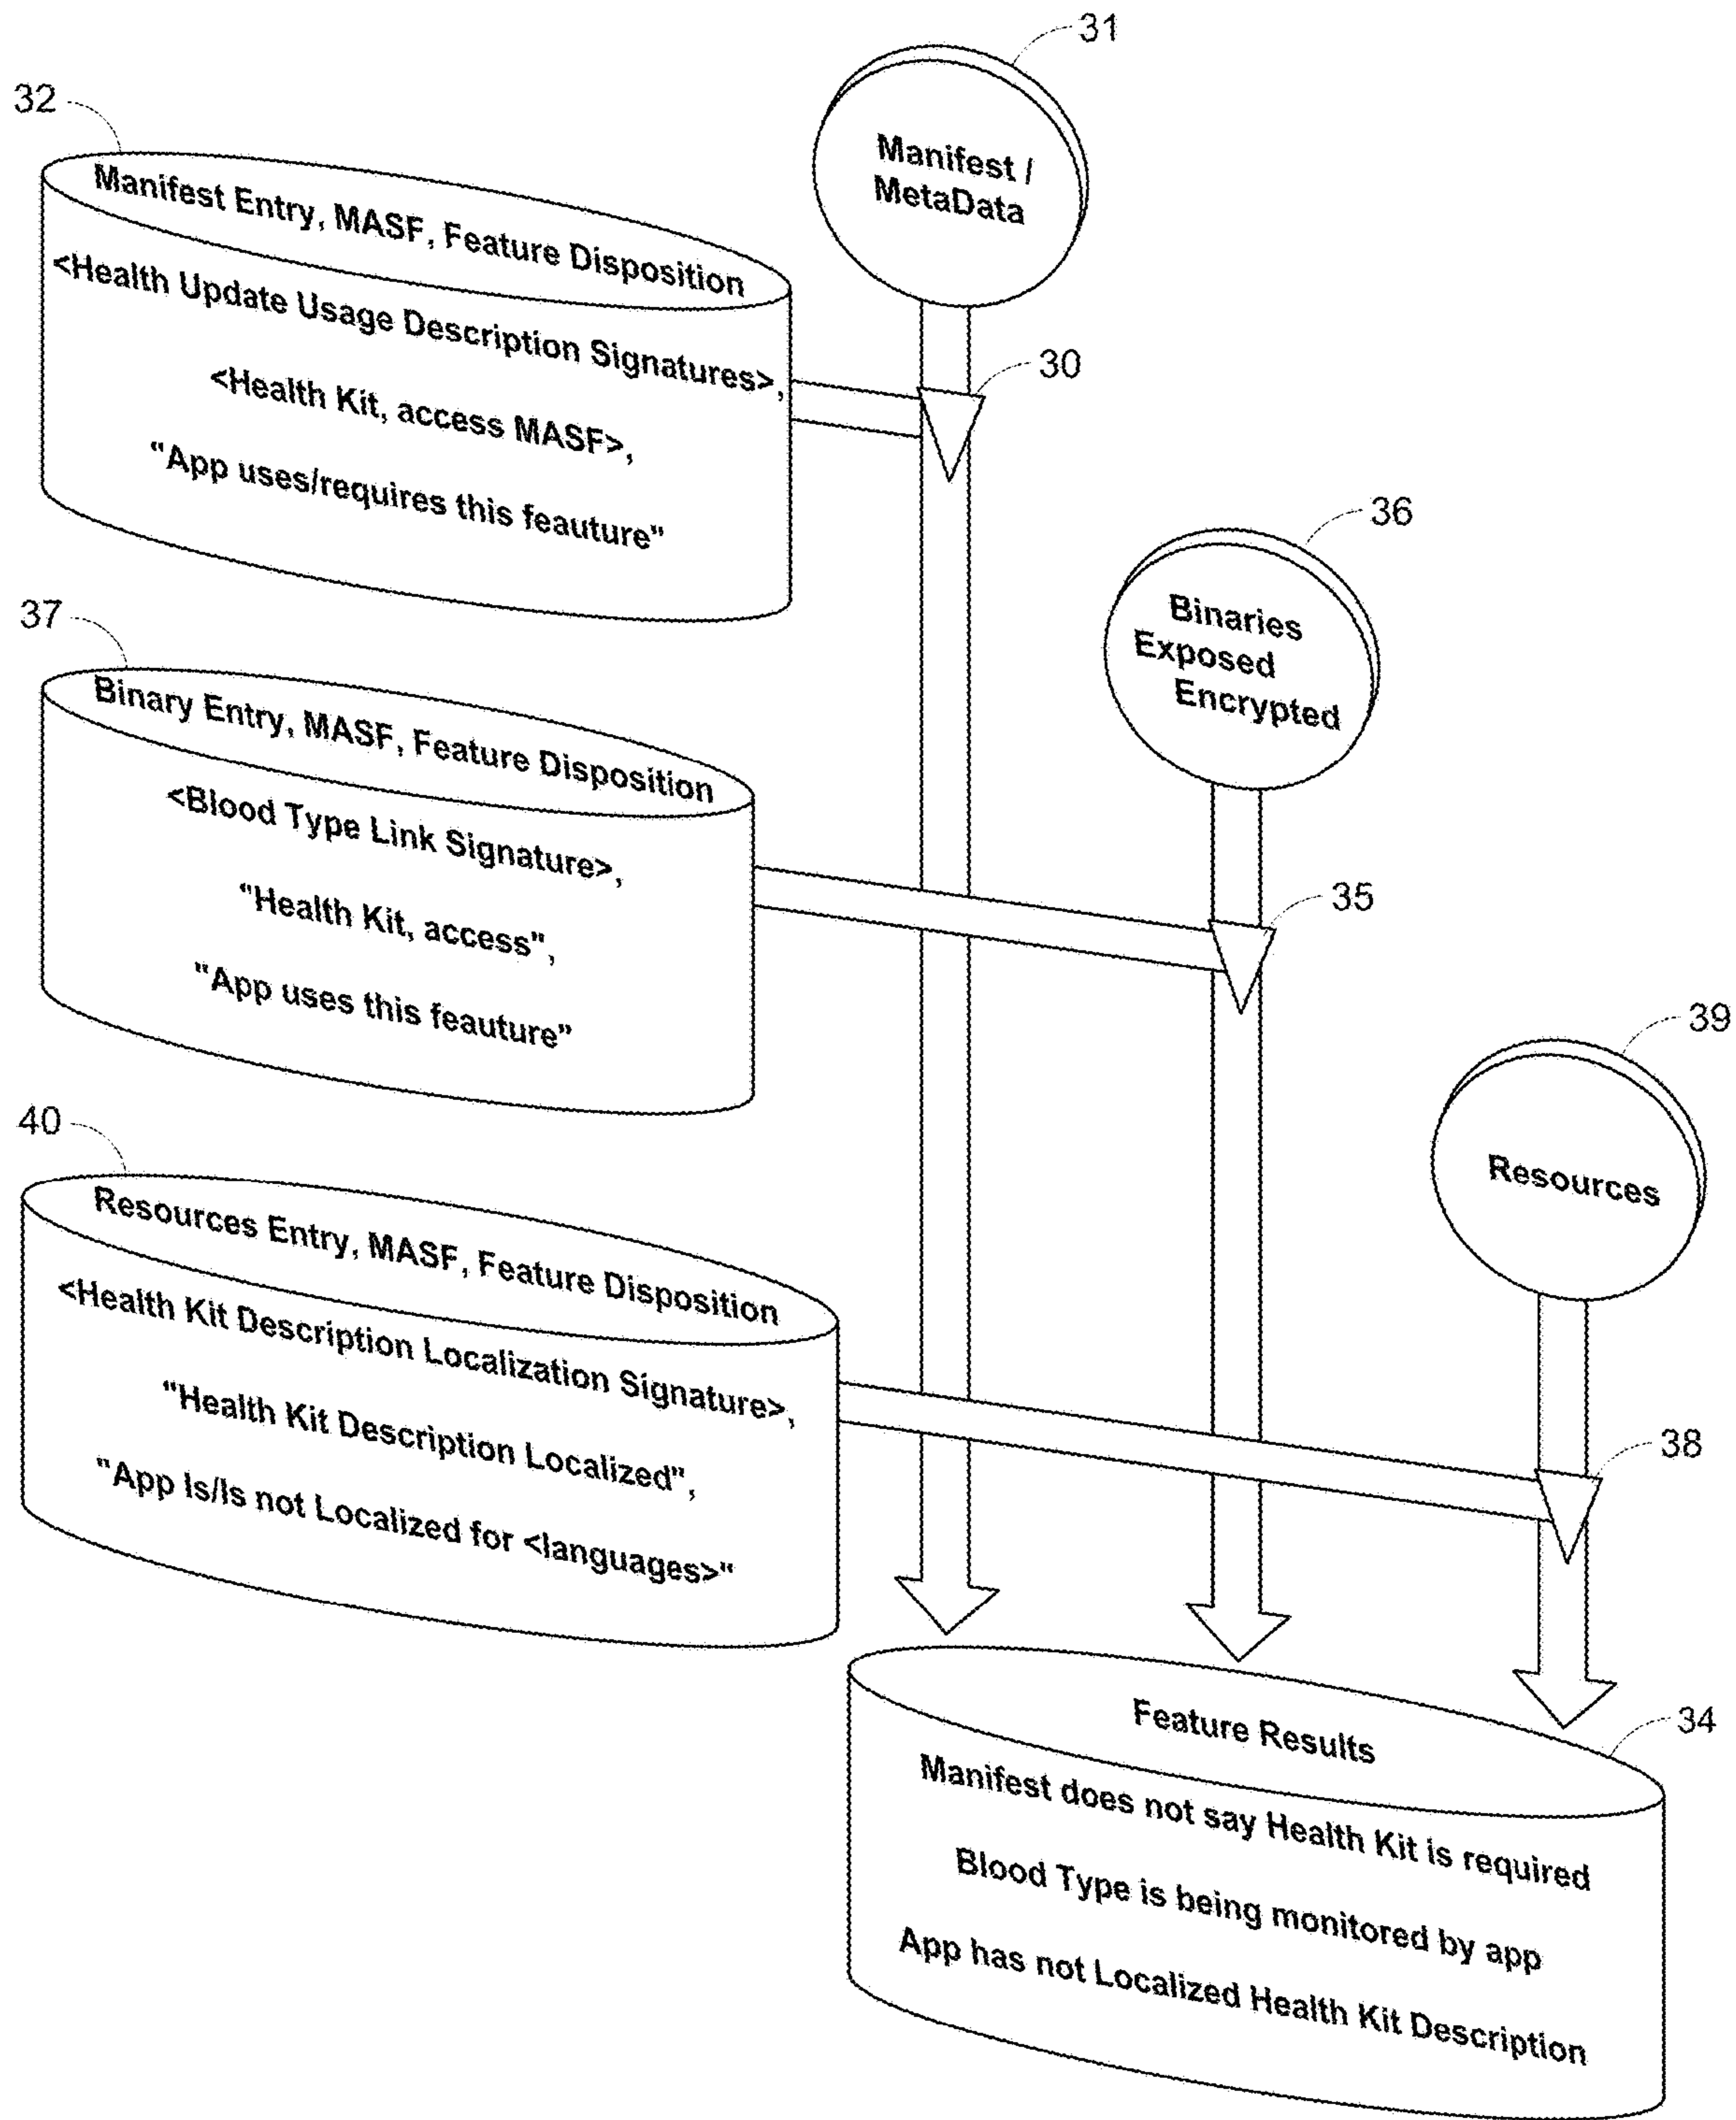 31
Manifest /
MetaData
32
Manifest Entry, MASF, Feature Disposition
<Health Update Usage Description Signatures>,
<Health Kit, access MASF>,
"App uses/requires this feauture"
30
36
Binaries
Exposed
Encrypted
37
Binary Entry, MASF, Feature Disposition
<Blood Type Link Signature>,
"Health Kit, access",
"App uses this feauture"
35
39
Resources
40
Resources Entry, MASF, Feature Disposition
<Health Kit Description Localization Signature>,
"Health Kit Description Localized",
"App Is/Is not Localized for <languages>"
38
34
Feature Results
Manifest does not say Health Kit is required
Blood Type is being monitored by app
App has not Localized Health Kit Description